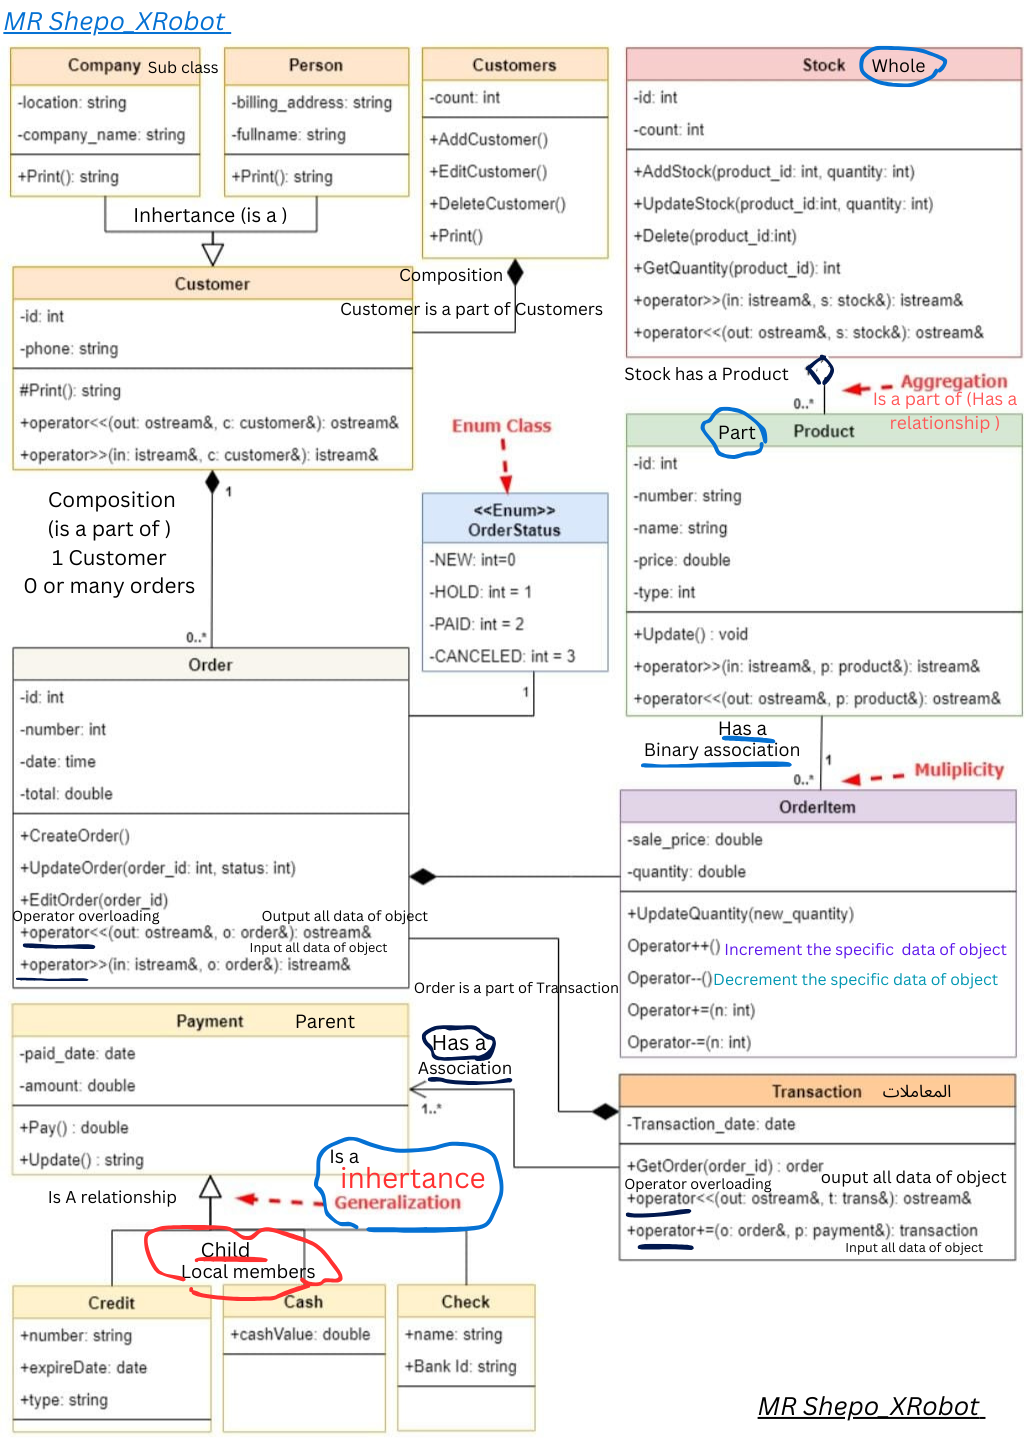 MR Shepo_XRobot
Company Sub class
-location: string
-company_name: string
+Print(): string
Person
-billing_address: string
-fullname: string
+Print(): string
Inhertance (is a )
Customers
-count: int
+AddCustomer()
+EditCustomer()
+DeleteCustomer()
+Print()
Composition
Customer is a part of Customers
Stock Whole
-id: int
-count: int
+AddStock(product_id: int, quantity: int)
+UpdateStock(product_id:int, quantity: int)
+Delete(product_id:int)
+GetQuantity(product_id): int
+operator>>(in: istream&, s: stock&): istream&
+operator<<(out: ostream&, s: stock&): ostream&
Stock has a Product
Aggregation
Is a part of (Has a
relationship )
0..*
Customer
-id: int
-phone: string
#Print(): string
+operator<<(out: ostream&, c: customer&): ostream&
+operator>>(in: istream&, c: customer&): istream&
1
Composition
(is a part of )
1 Customer
0 or many orders
0..*
Enum Class
<<Enum>>
OrderStatus
-NEW: int=0
-HOLD: int = 1
-PAID: int = 2
-CANCELED: int = 3
1
Part Product
-id: int
-number: string
-name: string
-price: double
-type: int
+Update() : void
+operator>>(in: istream&, p: product&): istream&
+operator<<(out: ostream&, p: product&): ostream&
Has a
Binary association
1
0..*
Muliplicity
Order
-id: int
-number: int
-date: time
-total: double
+CreateOrder()
+UpdateOrder(order_id: int, status: int)
+EditOrder(order_id)
Operator overloading Output all data of object
+operator<<(out: ostream&, o: order&): ostream&
Input all data of object
+operator>>(in: istream&, o: order&): istream&
OrderItem
-sale_price: double
-quantity: double
+UpdateQuantity(new_quantity)
Operator++() Increment the specific data of object
Operator--() Decrement the specific data of object
Operator+=(n: int)
Operator-=(n: int)
Order is a part of Transaction
Payment Parent
-paid_date: date
-amount: double
+Pay() : double
+Update() : string
Has a
Association
1..*
Transaction المعاملات
-Transaction_date: date
+GetOrder(order_id) : order
Operator overloading ouput all data of object
+operator<<(out: ostream&, t: trans&): ostream&
+operator+=(o: order&, p: payment&): transaction
Input all data of object
Is A relationship
Is a
inhertance
Generalization
Child
Local members
Credit
+number: string
+expireDate: date
+type: string
Cash
+cashValue: double
Check
+name: string
+Bank Id: string
MR Shepo_XRobot